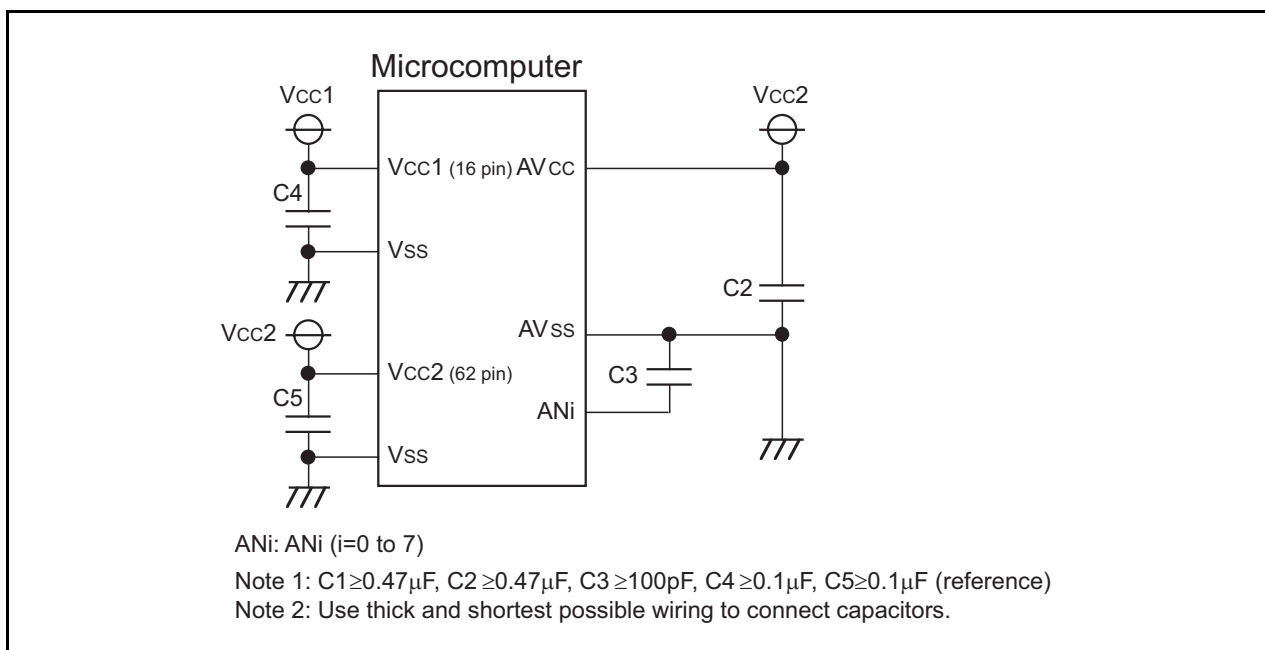 Microcomputer
VCC1
VCC2
VCC1 (16 pin) AVCC
C4
VSS
C2
VCC2
AVSS
VCC2 (62 pin)
C3
C5
ANi
VSS
ANi: ANi (i=0 to 7)
Note 1: C1≥0.47μF, C2 ≥0.47μF, C3 ≥100pF, C4 ≥0.1μF, C5≥0.1μF (reference)
Note 2: Use thick and shortest possible wiring to connect capacitors.